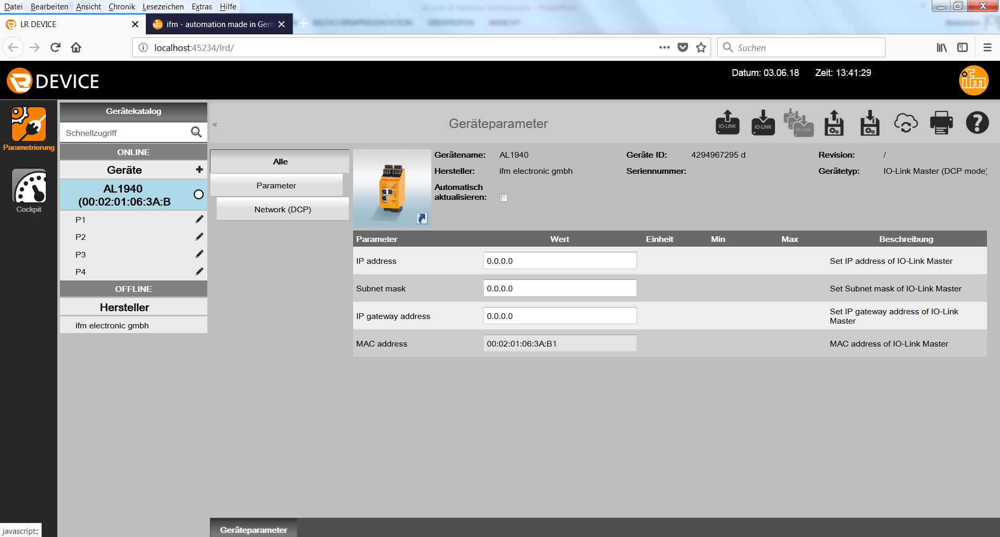 Datei Bearbeiten Ansicht Chronik Lesezeichen Extras Hilfe
LR DEVICE
ifm - automation made in Gern
BILDSCHIRMPRÄSENTATION ÜBERPRÜFEN ANSICHT
Anmelden
localhost:45234/lrd/
Suchen
DEVICE
Datum: 03.06.18 Zeit: 13:41:29
ifm
Parametrierung
Cockpit
Gerätekatalog
Schnellzugriff
ONLINE
Geräte
AL1940
(00:02:01:06:3A:B
P1
P2
P3
P4
OFFLINE
Hersteller
ifm electronic gmbh
<
Geräteparameter
IO-LINK
IO-LINK
IO-LINK
Alle
Parameter
Network (DCP)
Gerätename: AL1940 Geräte ID: 4294967295 d Revision: /
Hersteller: ifm electronic gmbh Seriennummer: Gerätetyp: IO-Link Master (DCP mode)
Automatisch
aktualisieren:
Parameter Wert Einheit Min Max Beschreibung
IP address 0.0.0.0 Set IP address of IO-Link Master
Subnet mask 0.0.0.0 Set Subnet mask of IO-Link Master
IP gateway address 0.0.0.0 Set IP gateway address of IO-Link
Master
MAC address 00:02:01:06:3A:B1 MAC address of IO-Link Master
Geräteparameter
javascript:;